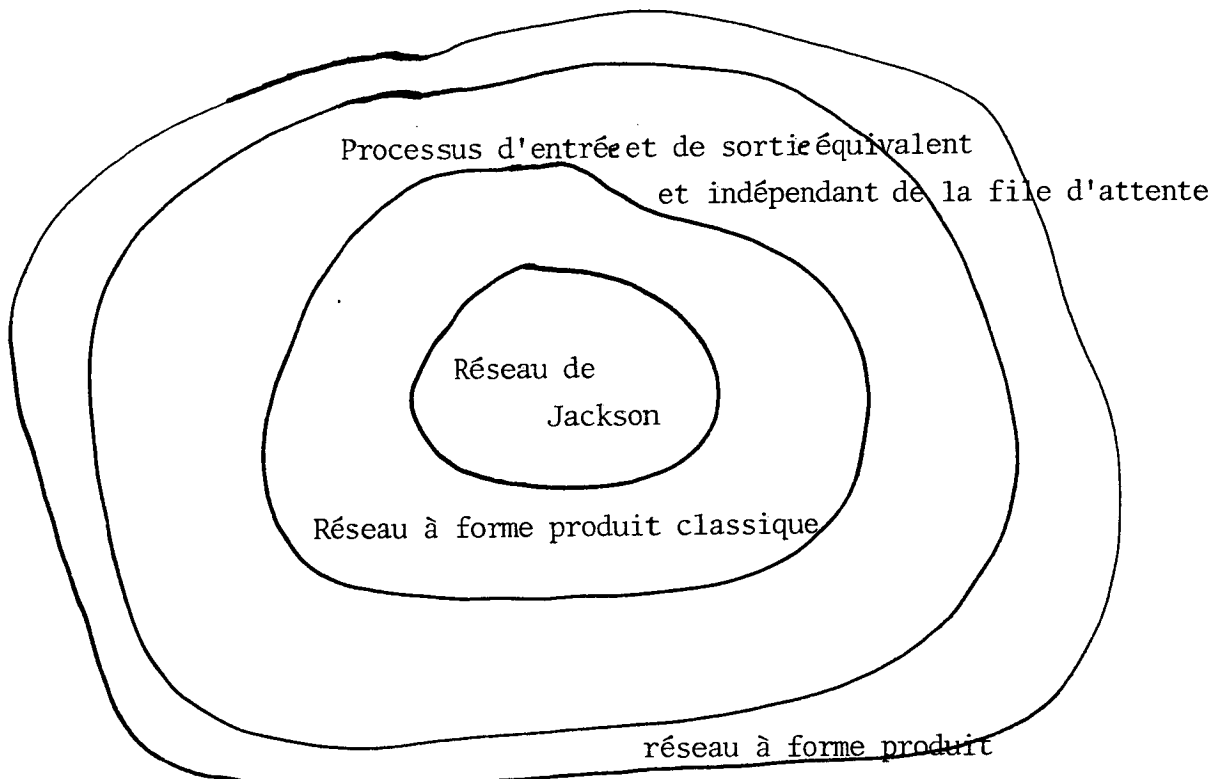 Processus d'entrée et de sortie équivalent
et indépendant de la file d'attente
Réseau de
Jackson
Réseau à forme produit classique
réseau à forme produit